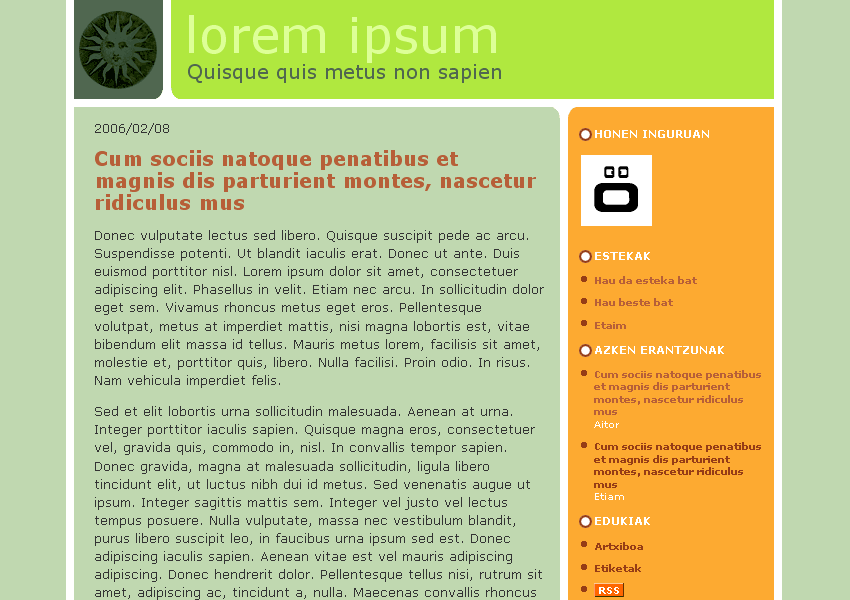 lorem ipsum
Quisque quis metus non sapien
2006/02/08
Cum sociis natoque penatibus et
magnis dis parturient montes, nascetur
ridiculus mus
Donec vulputate lectus sed libero. Quisque suscipit pede ac arcu.
Suspendisse potenti. Ut blandit iaculis erat. Donec ut ante. Duis
euismod porttitor nisl. Lorem ipsum dolor sit amet, consectetuer
adipiscing elit. Phasellus in velit. Etiam nec arcu. In sollicitudin dolor
eget sem. Vivamus rhoncus metus eget eros. Pellentesque
volutpat, metus at imperdiet mattis, nisi magna lobortis est, vitae
bibendum elit massa id tellus. Mauris metus lorem, facilisis sit amet,
molestie et, porttitor quis, libero. Nulla facilisi. Proin odio. In risus.
Nam vehicula imperdiet felis.
Sed et elit lobortis urna sollicitudin malesuada. Aenean at urna.
Integer porttitor iaculis sapien. Quisque magna eros, consectetuer
vel, gravida quis, commodo in, nisl. In convallis tempor sapien.
Donec gravida, magna at malesuada sollicitudin, ligula libero
tincidunt elit, ut luctus nibh dui id metus. Sed venenatis augue ut
ipsum. Integer sagittis mattis sem. Integer vel justo vel lectus
tempus posuere. Nulla vulputate, massa nec vestibulum blandit,
purus libero suscipit leo, in faucibus urna ipsum sed est. Donec
adipiscing iaculis sapien. Aenean vitae est vel mauris adipiscing
adipiscing. Donec hendrerit dolor. Pellentesque tellus nisi, rutrum sit
amet, adipiscing ac, tincidunt a, nulla. Maecenas convallis rhoncus
HONEN INGURUAN
ESTEKAK
Hau da esteka bat
Hau beste bat
Etaim
AZKEN ERANTZUNAK
Cum sociis natoque penatibus
et magnis dis parturient
montes, nascetur ridiculus
mus
Aitor
Cum sociis natoque penatibus
et magnis dis parturient
montes, nascetur ridiculus
mus
Etiam
EDUKIAK
Artxiboa
Etiketak
RSS